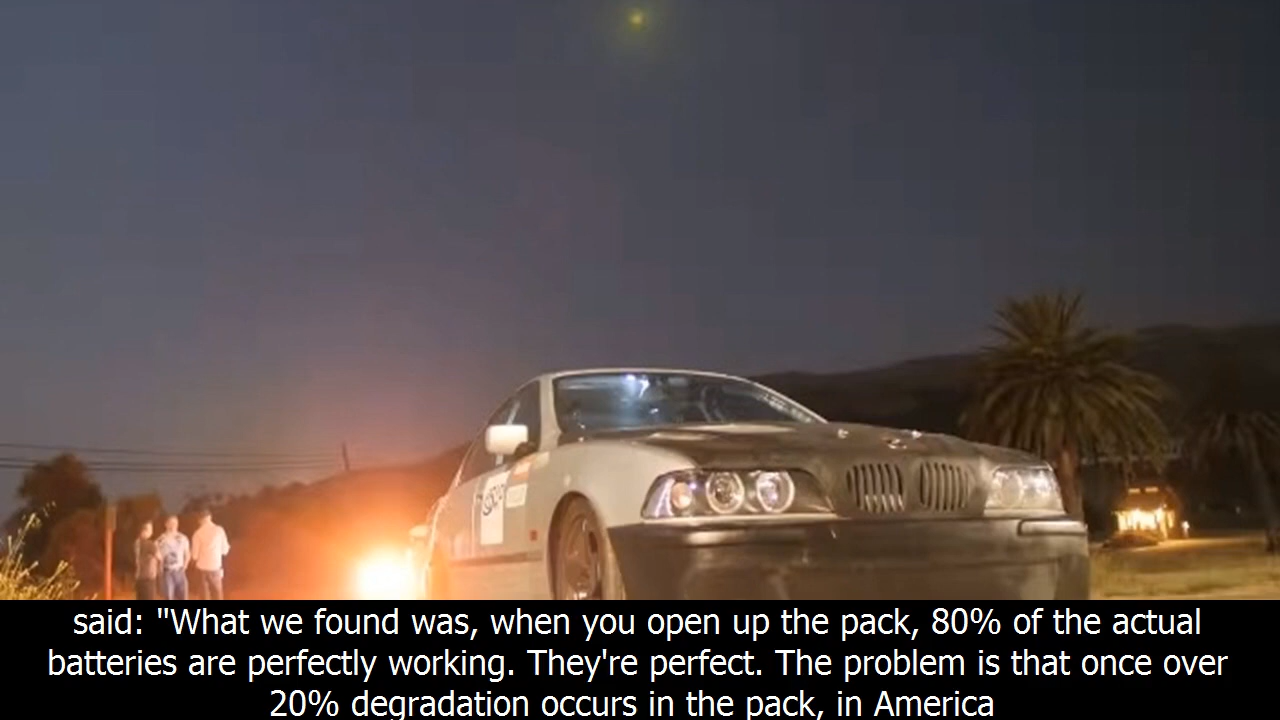 said: "What we found was, when you open up the pack, 80% of the actual
batteries are perfectly working. They're perfect. The problem is that once over
20% degradation occurs in the pack, in America